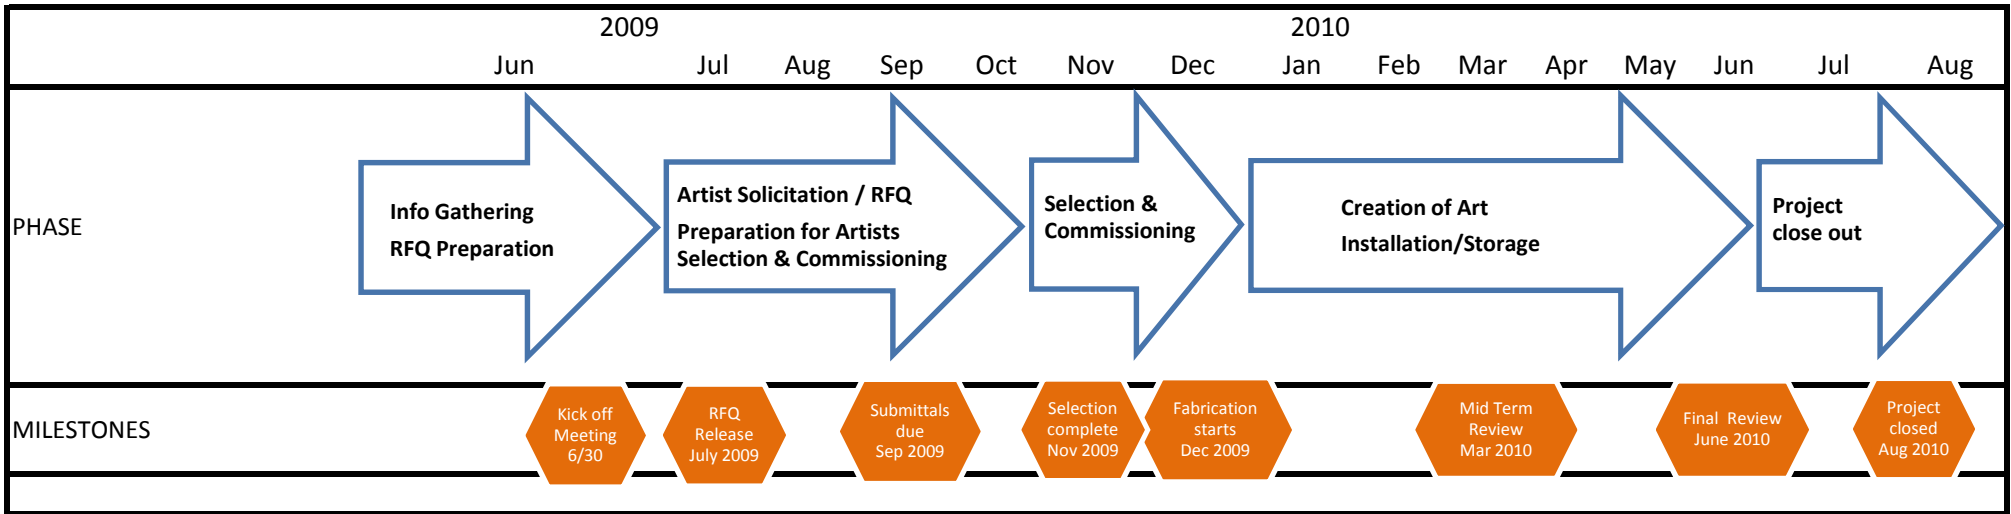 2009 2010
Jun Jul Aug Sep Oct Nov Dec Jan Feb Mar Apr May Jun Jul Aug
PHASE
Info Gathering
RFQ Preparation
Artist Solicitation / RFQ
Preparation for Artists
Selection & Commissioning
Selection &
Commissioning
Creation of Art
Installation/Storage
Project
close out
MILESTONES
Kick off
Meeting
6/30
RFQ
Release
July 2009
Submittals
due
Sep 2009
Selection
complete
Nov 2009
Fabrication
starts
Dec 2009
Mid Term
Review
Mar 2010
Final Review
June 2010
Project
closed
Aug 2010